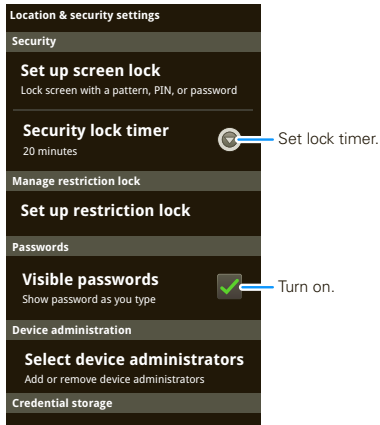 Location & security settings
Security
Set up screen lock
Lock screen with a pattern, PIN, or password
Security lock timer
20 minutes
Set lock timer.
Manage restriction lock
Set up restriction lock
Passwords
Visible passwords
Show password as you type
Turn on.
Device administration
Select device administrators
Add or remove device administrators
Credential storage